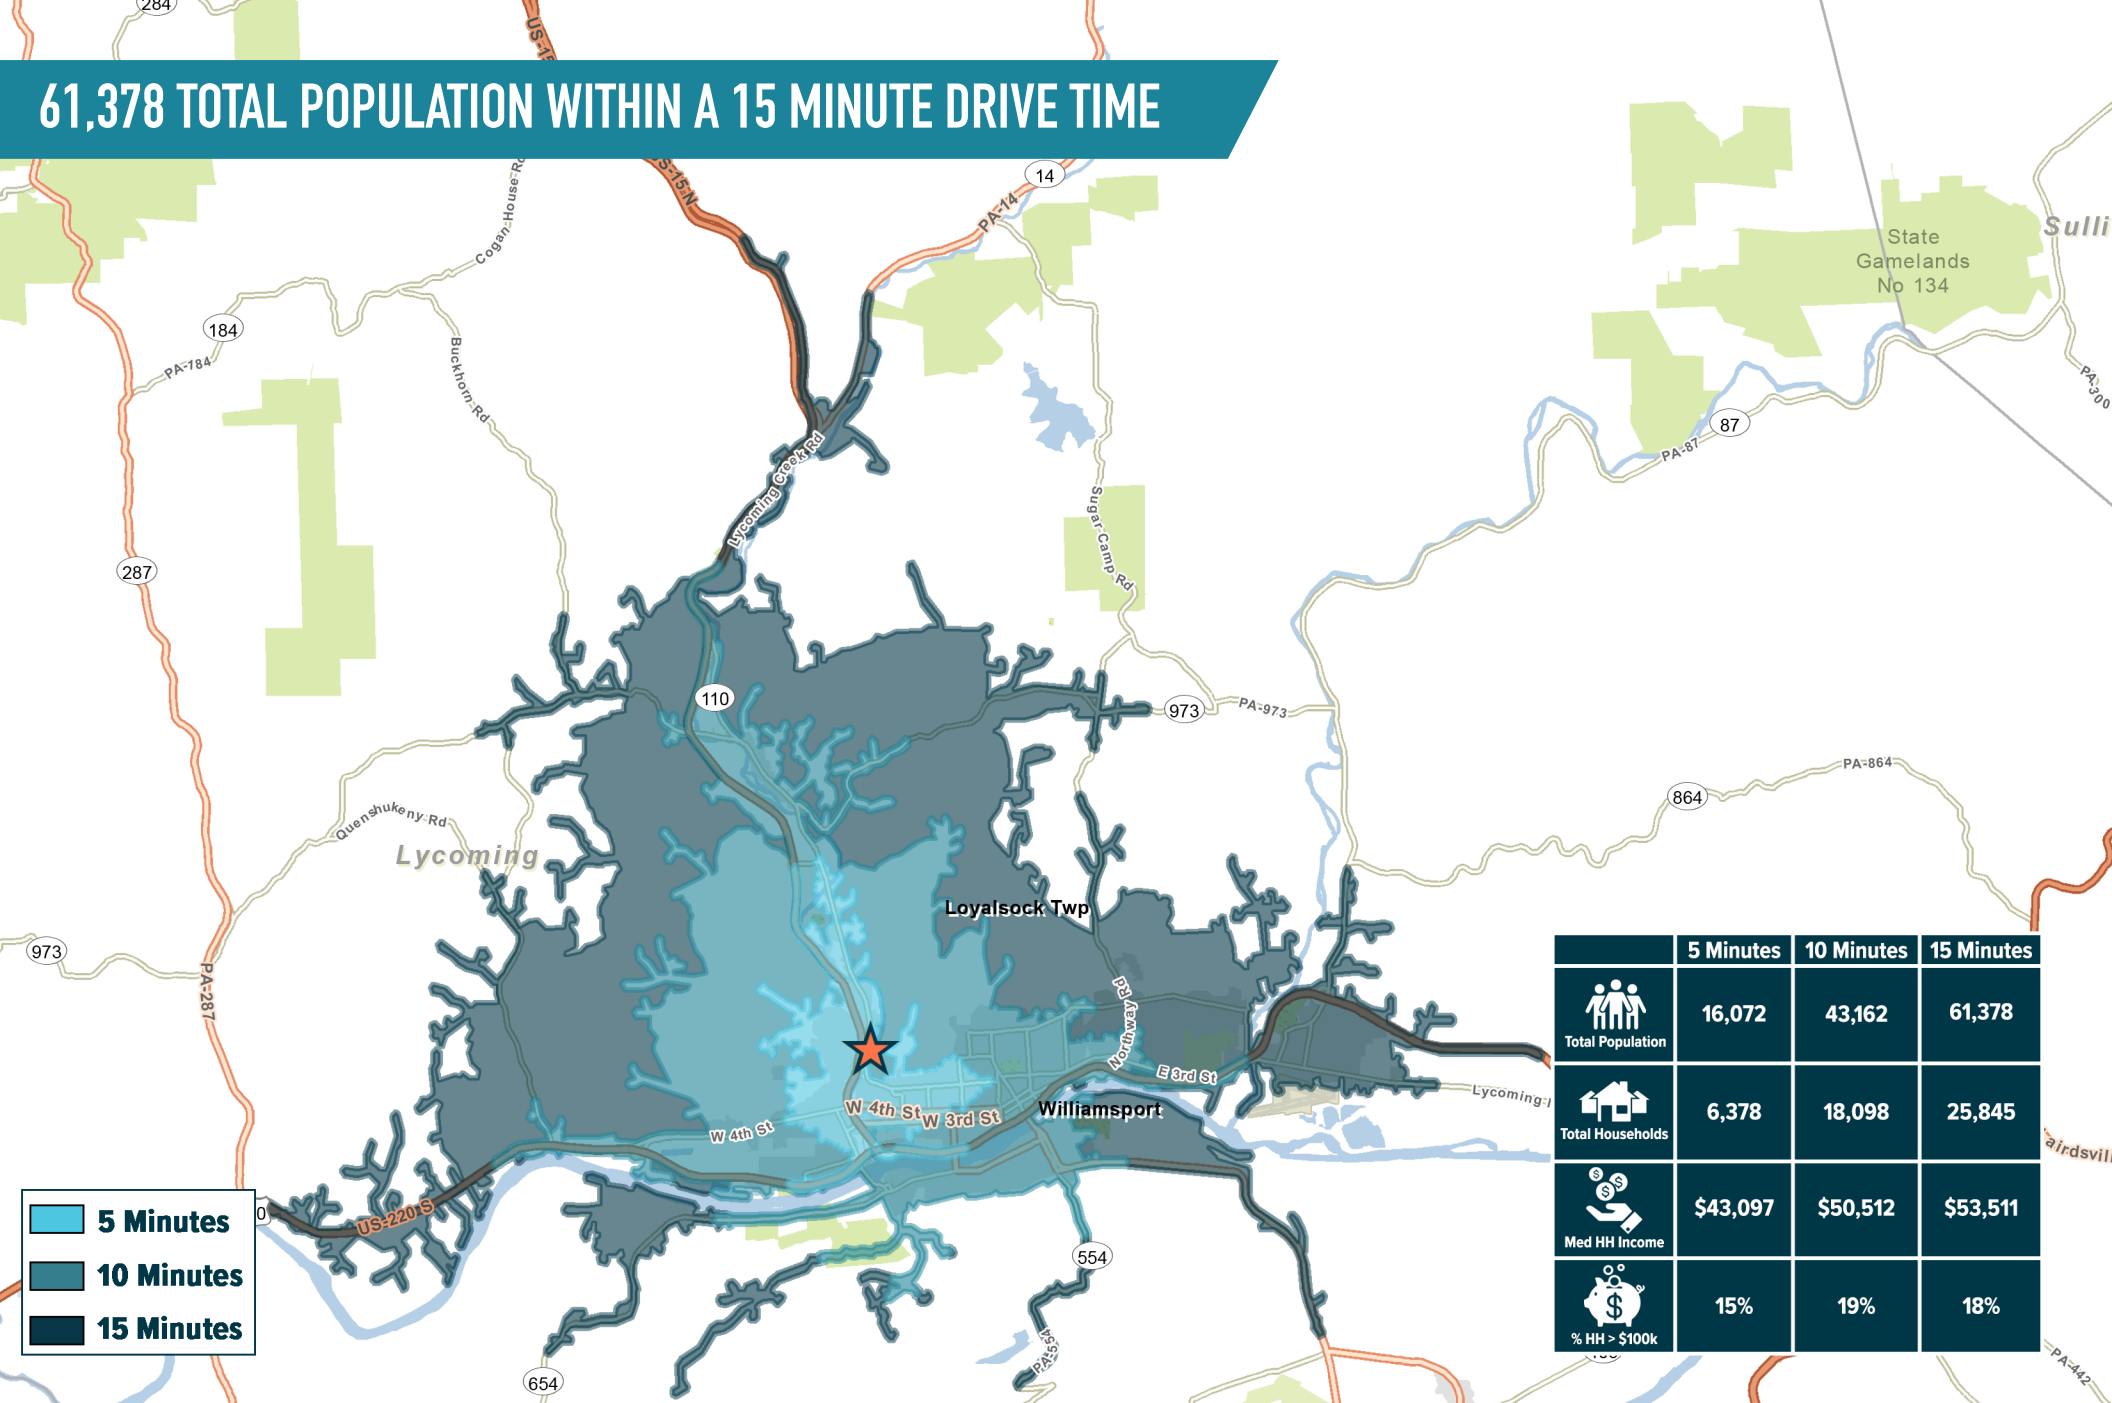 284
US-15
61,378 TOTAL POPULATION WITHIN A 15 MINUTE DRIVE TIME
S-15-N
14
PA-14
Cogan House Rd
State
Gamelands
No 134
Sulli
184
PA-184
Buckhorn Rd
PA-300
87
PA-87
Lycoming Creek Rd
Sugar Camp Rd
287
110
973
PA-973
PA-864
864
Quenshukeny Rd
Lycoming
Loyalsock Twp
973
PA-287
Northway Rd
E 3rd St
Lycoming
W 4th St
W 3rd St
Williamsport
W 4th St
airdsvill
US-220 S
0
554
PA-554
654
PA-442
5 Minutes
10 Minutes
15 Minutes
5 Minutes 10 Minutes 15 Minutes
Total Population 16,072 43,162 61,378
Total Households 6,378 18,098 25,845
Med HH Income $43,097 $50,512 $53,511
% HH > $100k 15% 19% 18%